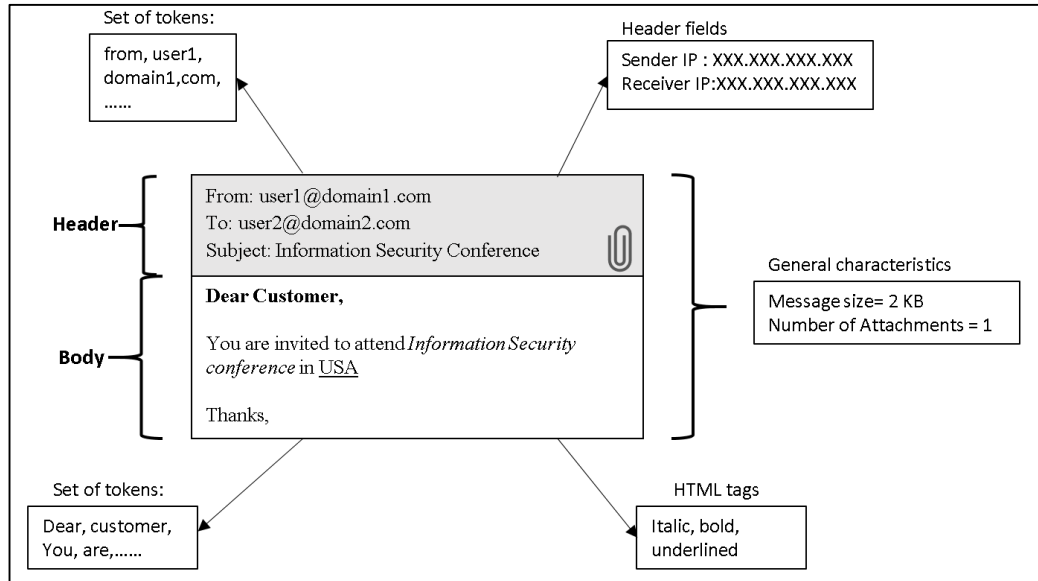 Set of tokens:
from, user1,
domain1,com,
......
Header fields
Sender IP : XXX.XXX.XXX.XXX
Receiver IP:XXX.XXX.XXX.XXX
Header
From: user1@domain1.com
To: user2@domain2.com
Subject: Information Security Conference
Body
Dear Customer,
You are invited to attend Information Security
conference in USA
Thanks,
General characteristics
Message size= 2 KB
Number of Attachments = 1
Set of tokens:
Dear, customer,
You, are,......
HTML tags
Italic, bold,
underlined